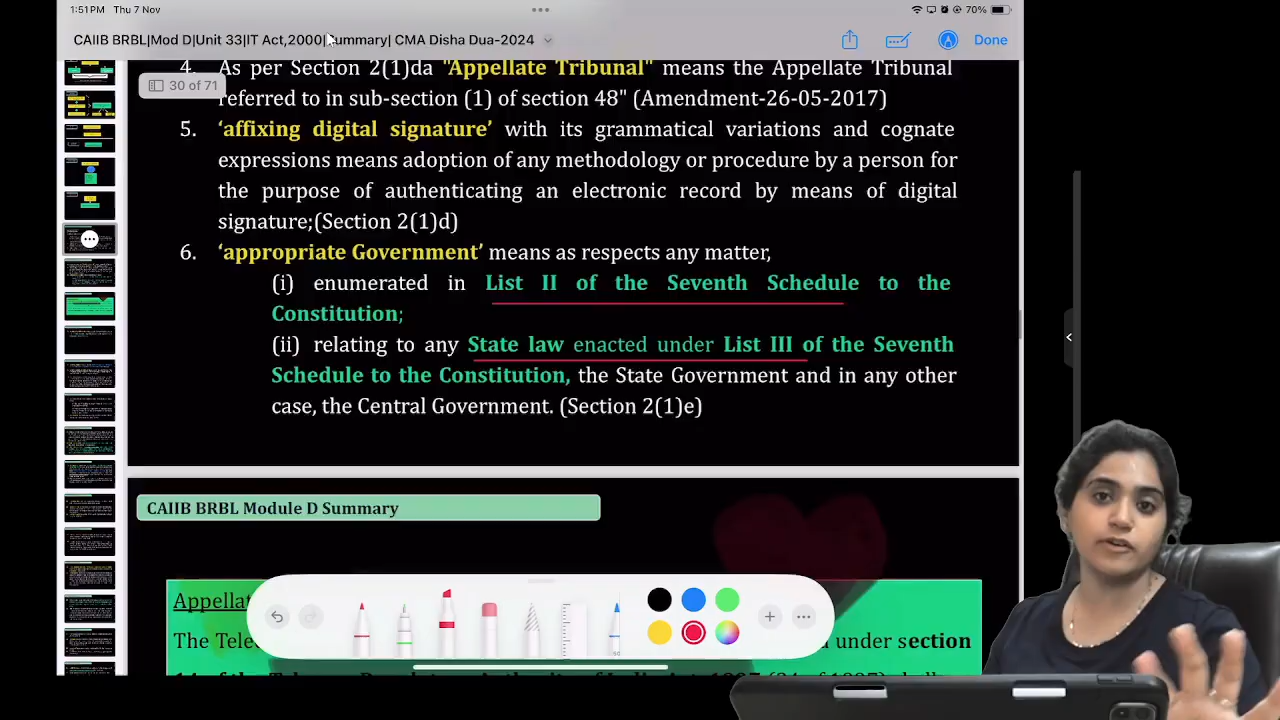 1:51 PM Thu 7 Nov
70%
CAIIB BRBL|Mod D|Unit 33|IT Act,2000|Summary| CMA Disha Dua-2024
Done
30 of 71
4. As per Section 2(1)da "Appellate Tribunal" means the Appellate Tribunal
referred to in sub-section (1) of Section 48" (Amendment-26-05-2017)
5. ‘affixing digital signature’ with its grammatical variations and cognate
expressions means adoption of any methodology or procedure by a person for
the purpose of authenticating an electronic record by means of digital
signature;(Section 2(1)d)
6. ‘appropriate Government’ means as respects any matter,
(i) enumerated in List II of the Seventh Schedule to the
Constitution;
(ii) relating to any State law enacted under List III of the Seventh
Schedule to the Constitution, the State Government and in any other
case, the Central Government. (Section 2(1)e)
CAIIB BRBL Module D Summary
The under section